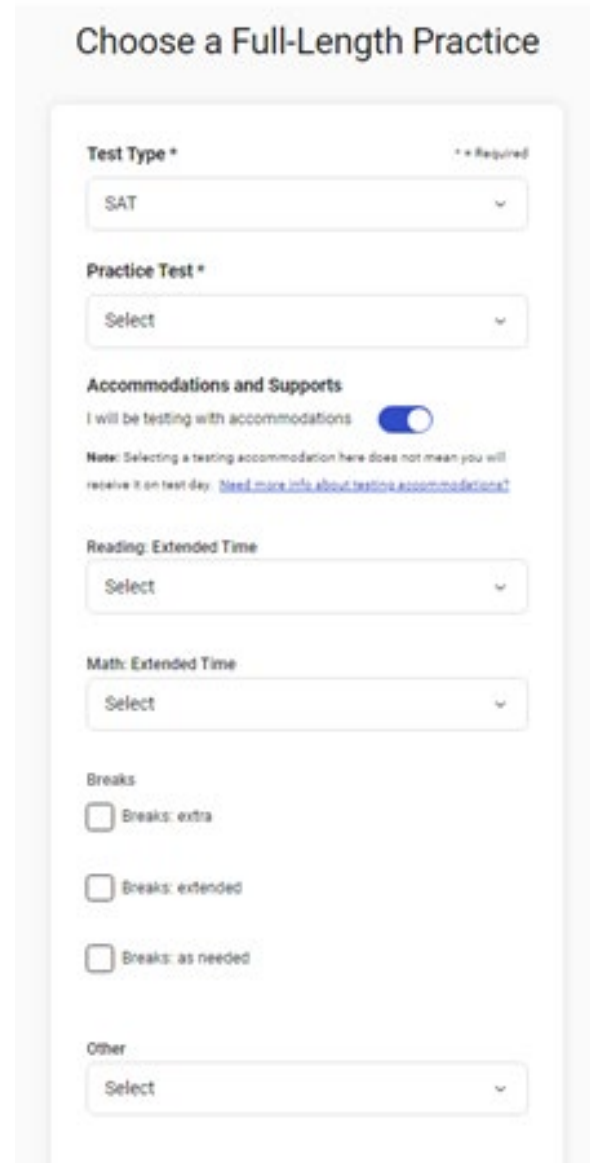 Choose a Full-Length Practice
Test Type *
* = Required
SAT
Practice Test *
Select
Accommodations and Supports
I will be testing with accommodations
Note: Selecting a testing accommodation here does not mean you will
receive it on test day. Need more info about testing accommodations?
Reading: Extended Time
Select
Math: Extended Time
Select
Breaks
Breaks: extra
Breaks: extended
Breaks: as needed
Other
Select